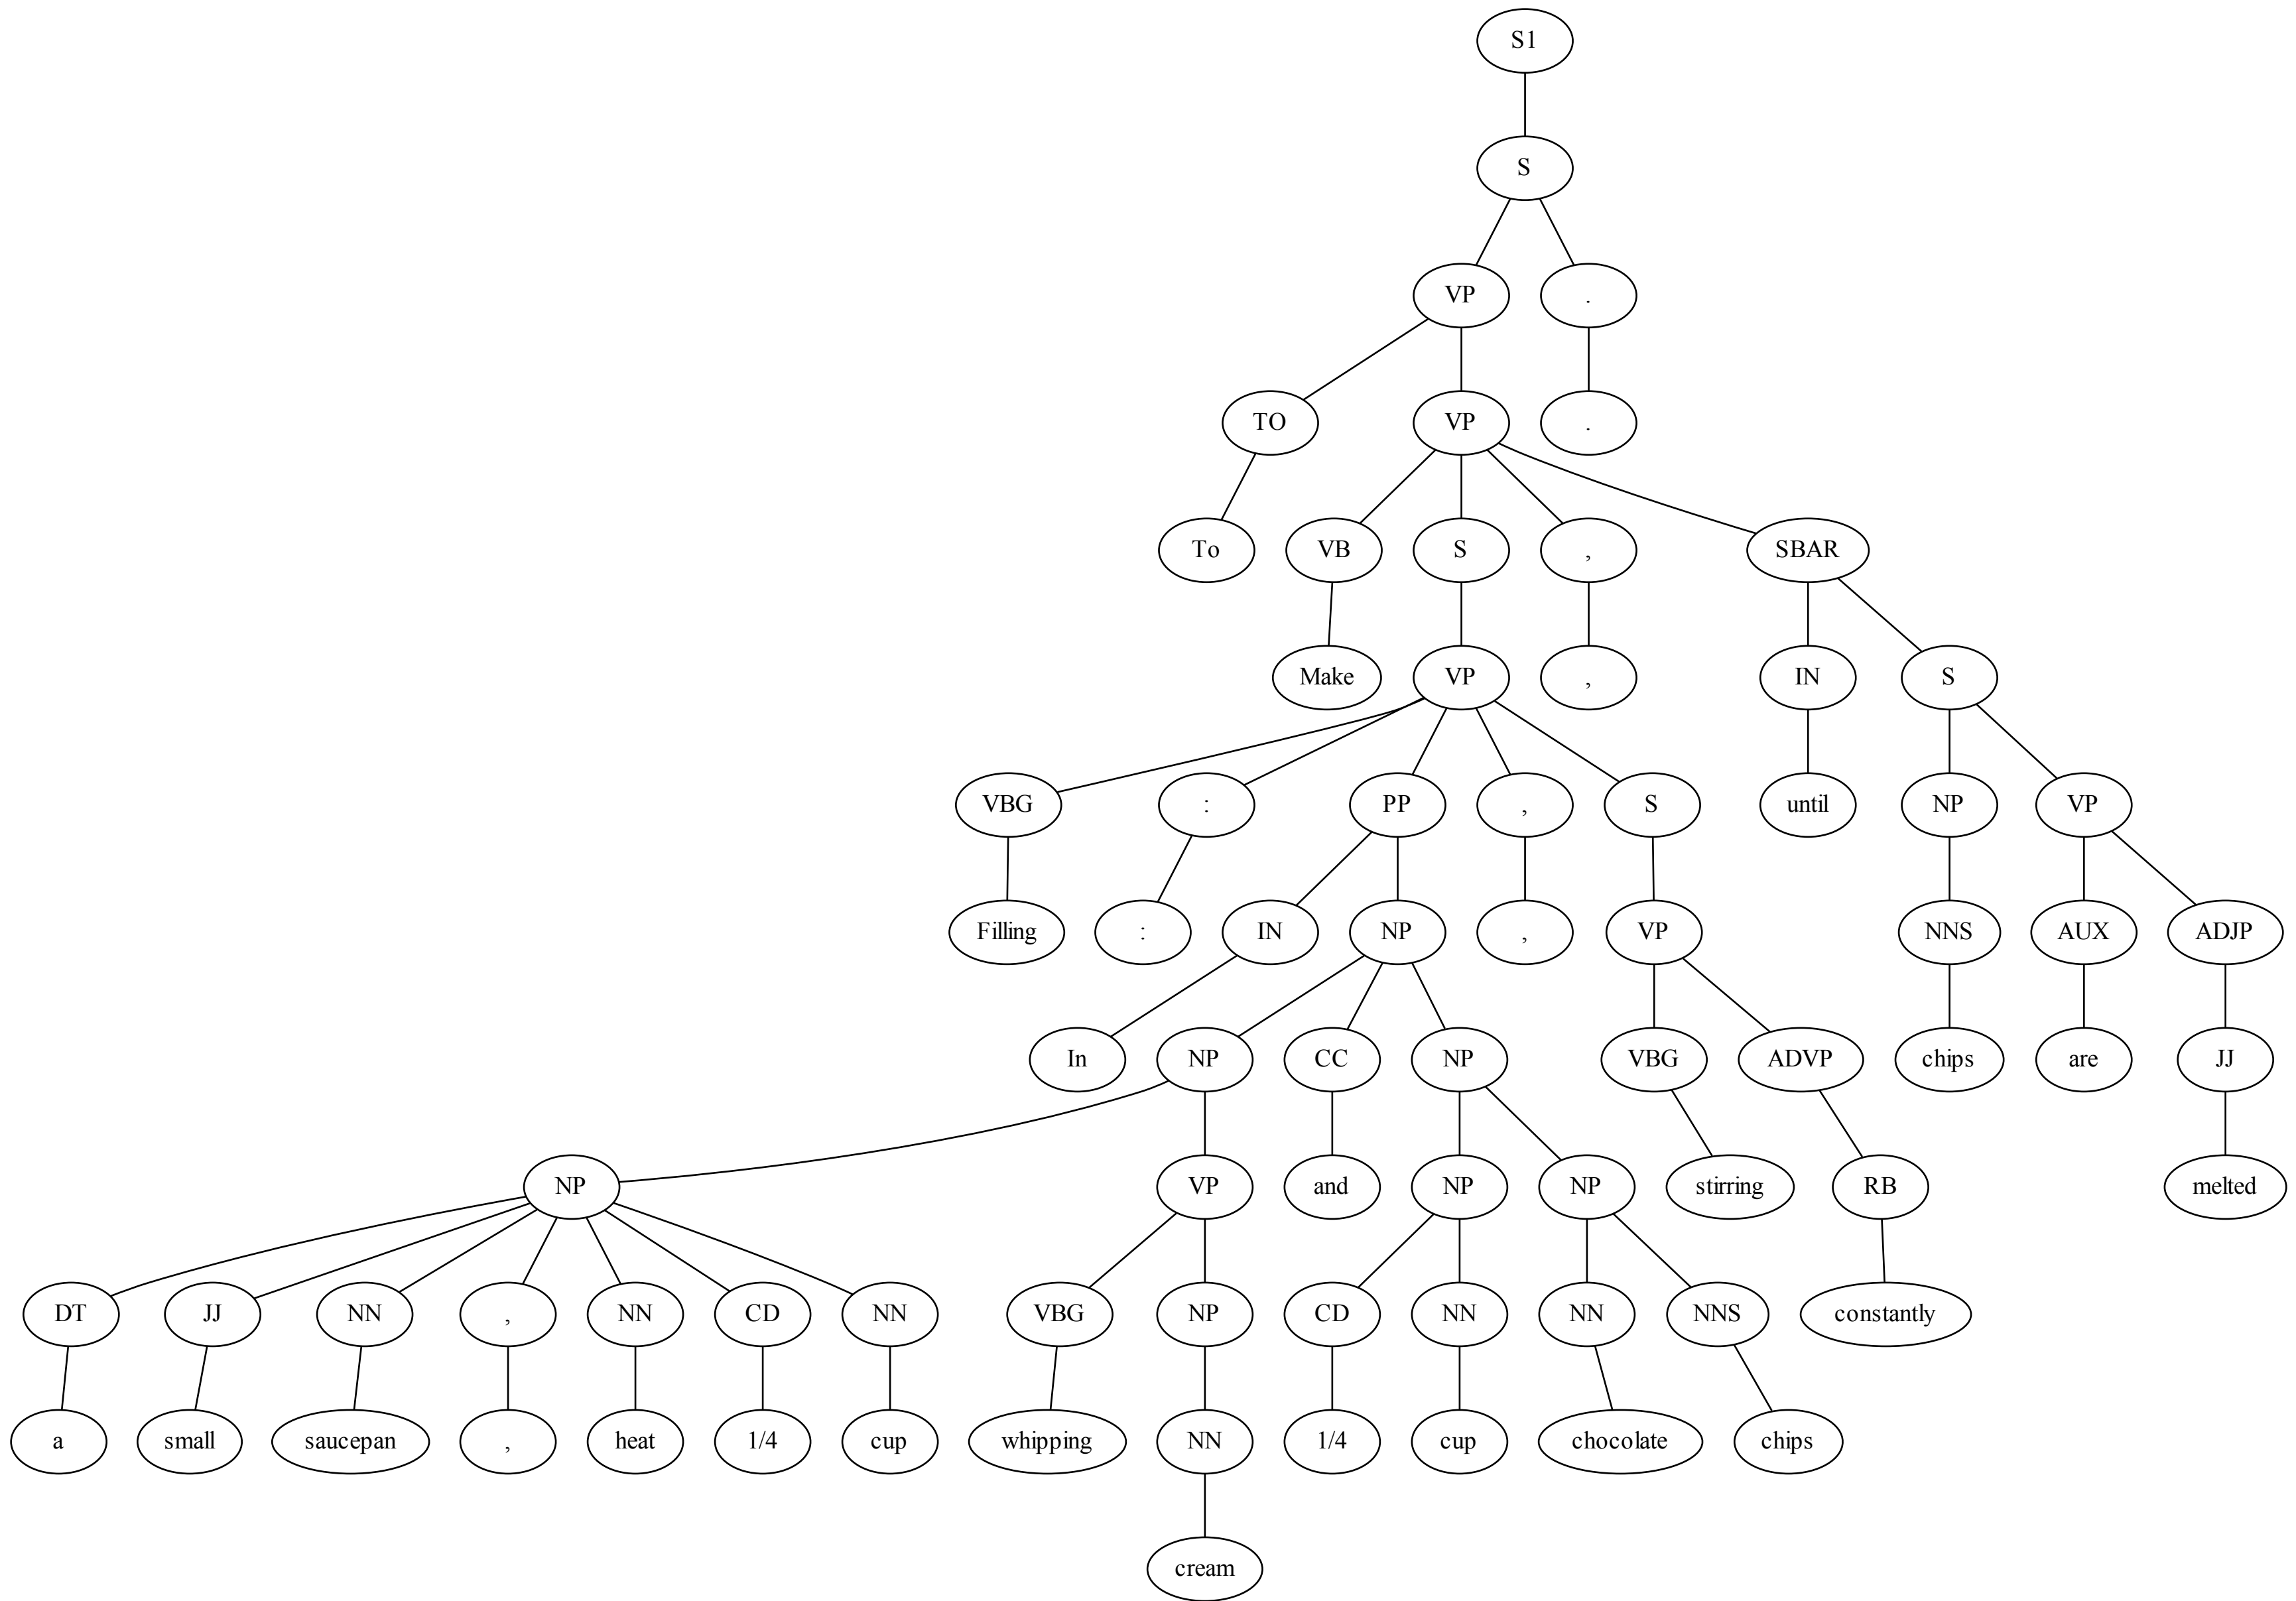 S1
S
VP .
TO VP .
To VB S , SBAR
Make VP , IN S
VBG : PP , S until NP VP
Filling : IN NP , VP NNS AUX ADJP
In NP CC NP VBG ADVP chips are JJ
NP VP and NP NP stirring RB melted
DT JJ NN , NN CD NN VBG NP CD NN NN NNS constantly
a small saucepan , heat 1/4 cup whipping NN 1/4 cup chocolate chips
cream